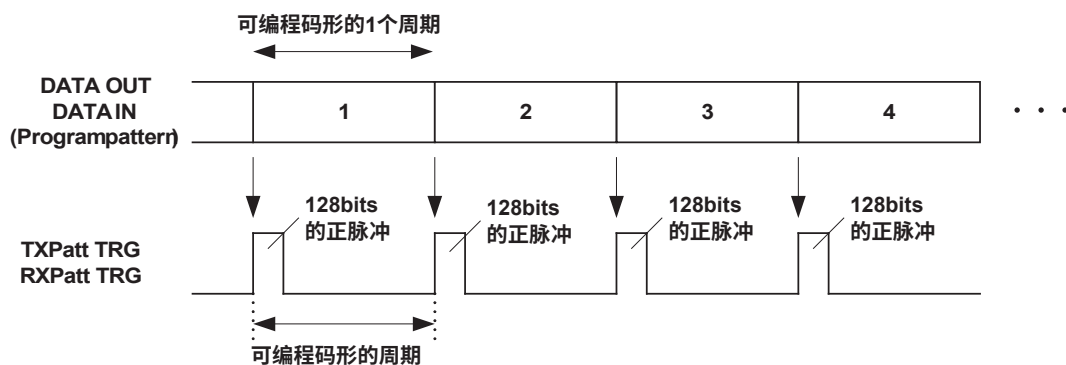 可编程码形的1个周期
DATA OUT
DATA IN
(Programpattern)
1
2
3
4
· · ·
128bits
的正脉冲
128bits
的正脉冲
128bits
的正脉冲
128bits
的正脉冲
TXPatt TRG
RXPatt TRG
可编程码形的周期